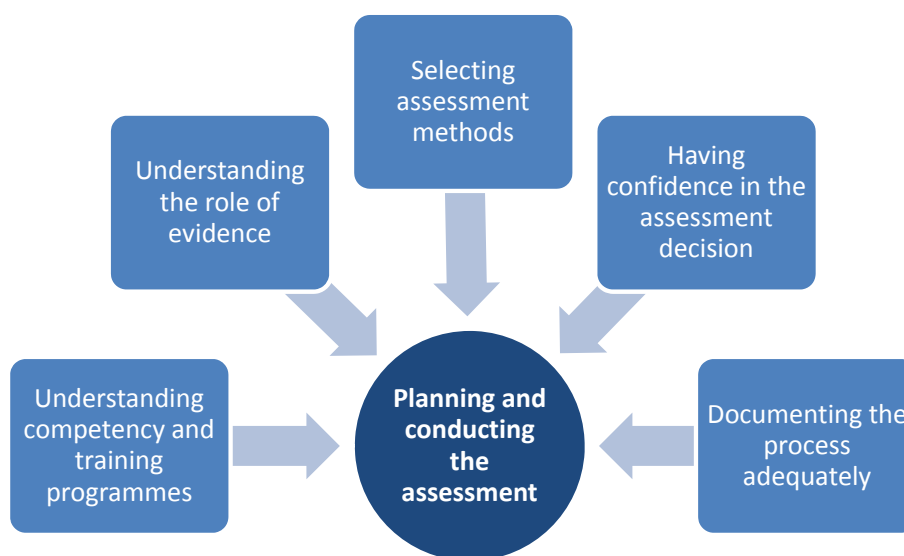 Understanding
competency and
training
programmes
Understanding
the role of
evidence
Selecting
assessment
methods
Having
confidence in the
assessment
decision
Documenting the
process
adequately
Planning and
conducting
the
assessment